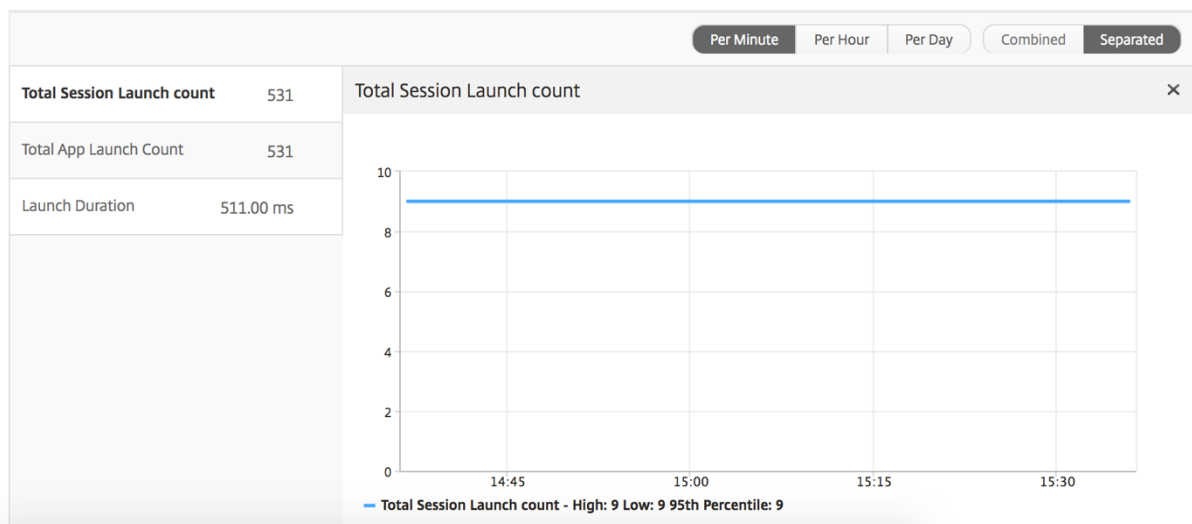 Per Minute Per Hour Per Day Combined Separated
Total Session Launch count 531
Total App Launch Count 531
Launch Duration 511.00 ms
Total Session Launch count ×
10
8
6
4
2
0
14:45 15:00 15:15 15:30
Total Session Launch count - High: 9 Low: 9 95th Percentile: 9